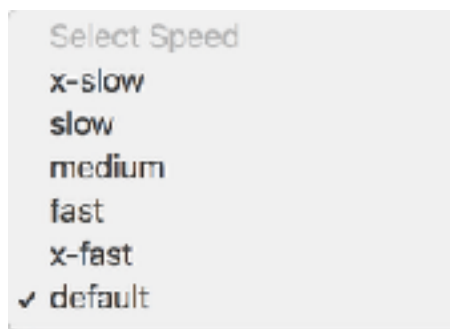 Select Speed
x-slow
slow
medium
fast
x-fast
✓ default